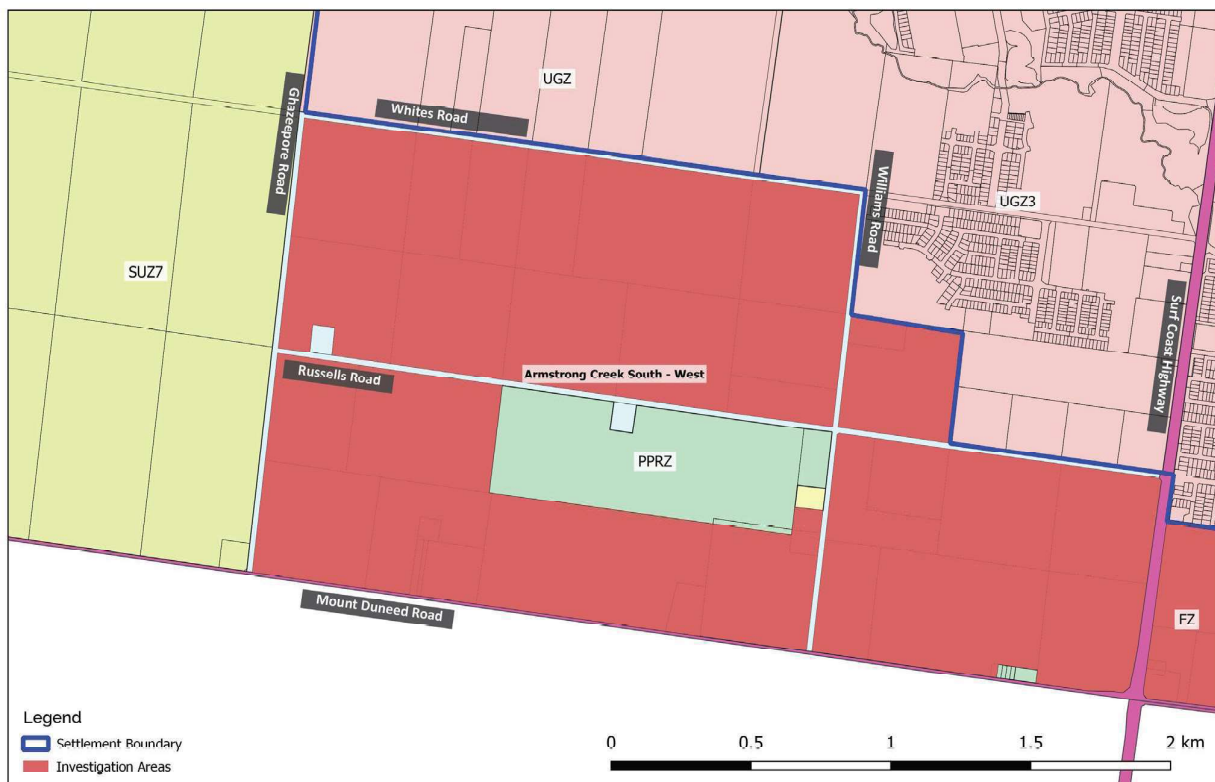 UGZ
Ghazeepore Road
Whites Road
Williams Road
UGZ3
SUZ7
Surf Coast Highway
Russells Road
Armstrong Creek South - West
PPRZ
Mount Duneed Road
FZ
Legend
Settlement Boundary
Investigation Areas
0 0.5 1 1.5 2 km